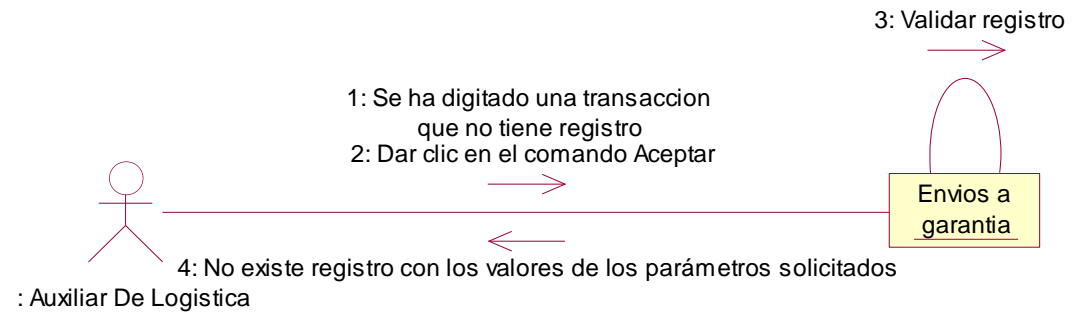 3: Validar registro
1: Se ha digitado una transaccion
que no tiene registro
2: Dar clic en el comando Aceptar
Envios a
garantia
4: No existe registro con los valores de los parámetros solicitados
: Auxiliar De Logistica